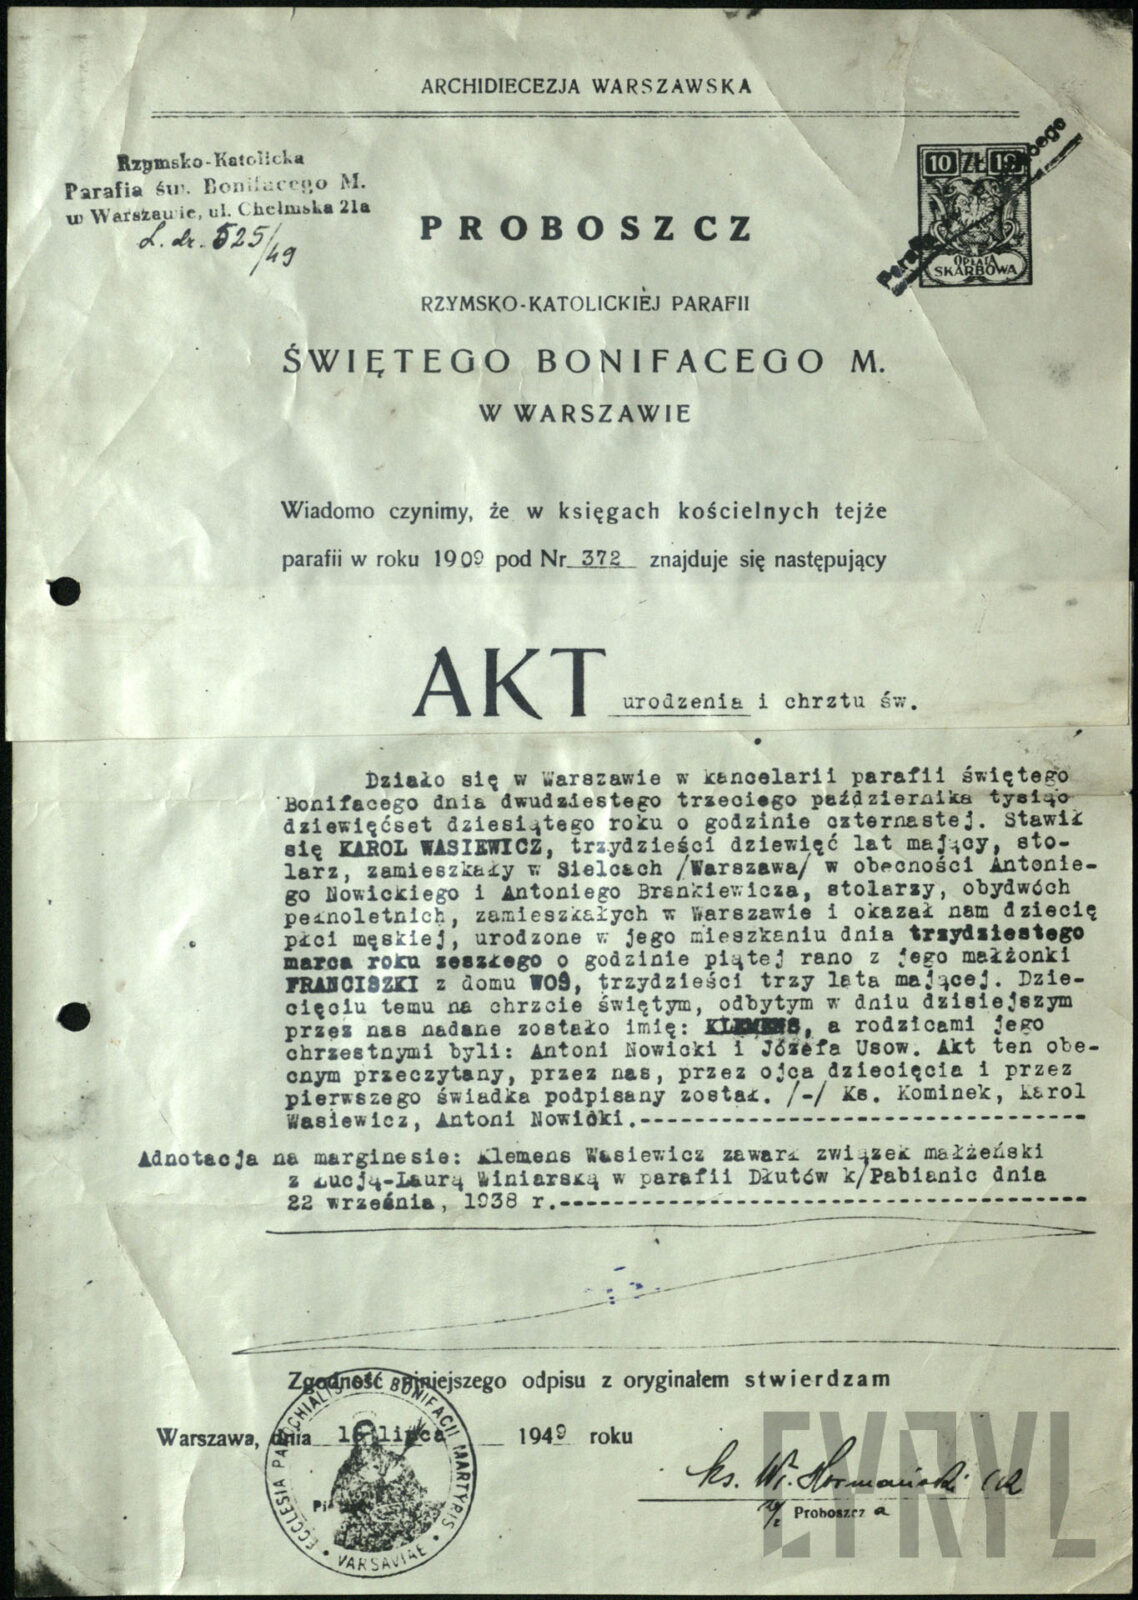 ARCHIDIECEZJA WARSZAWSKA
Rzymsko-Katolicka
Parafia św. Bonifacego M.
w Warszawie, ul. Chełmska 21a
L. dz. 525/49
10 ZŁ 10
OPŁATA
SKARBOWA
PROBOSZCZ
RZYMSKO-KATOLICKIEJ PARAFII
ŚWIĘTEGO BONIFACEGO M.
W WARSZAWIE
Wiadomo czynimy, że w księgach kościelnych tejże
parafii w roku 1909 pod Nr 372 znajduje się następujący
AKT urodzenia i chrztu św.
Działo się w Warszawie w kancelarii parafii świętego
Bonifacego dnia dwudziestego trzeciego października tysiąc
dziewięćset dziesiątego roku o godzinie czternastej. Stawił
się KAROL WASIEWICZ, trzydzieści dziewięć lat mający, sto-
larz, zamieszkały w Sielcach /Warszawa/ w obecności Antonie-
go Nowickiego i Antoniego Brankiewicza, stolarzy, obydwóch
pełnoletnich, zamieszkałych w Warszawie i okazał nam dziecię
płci męskiej, urodzone w jego mieszkaniu dnia trzydziestego
marca roku zeszłego o godzinie piątej rano z jego małżonki
FRANCISZKI z domu WOŚ, trzydzieści trzy lata mającej. Dzie-
cięciu temu na chrzcie świętym, odbytym w dniu dzisiejszym
przez nas nadane zostało imię: KLEMENS, a rodzicami jego
chrzestnymi byli: Antoni Nowicki i Józefa Usow. Akt ten obe-
cnym przeczytany, przez nas, przez ojca dziecięcia i przez
pierwszego świadka podpisany został. /-/ Ks. Kominek, Karol
Wasiewicz, Antoni Nowicki.-------------------------------
Adnotacja na marginesie: Klemens Wasiewicz zawarł związek małżeński
z Łucją-Laurą Winiarską w parafii Dłutów k/Pabianic dnia
22 września, 1938 r.------------------------------------
Zgodność niniejszego odpisu z oryginałem stwierdzam
Warszawa, dnia lipca 1949 roku
ECCLESIA PAROCHIALIS S. BONIFACII MARTYRIS
VARSAVIAE
ks. Wł.
Proboszcz a
EYRYL